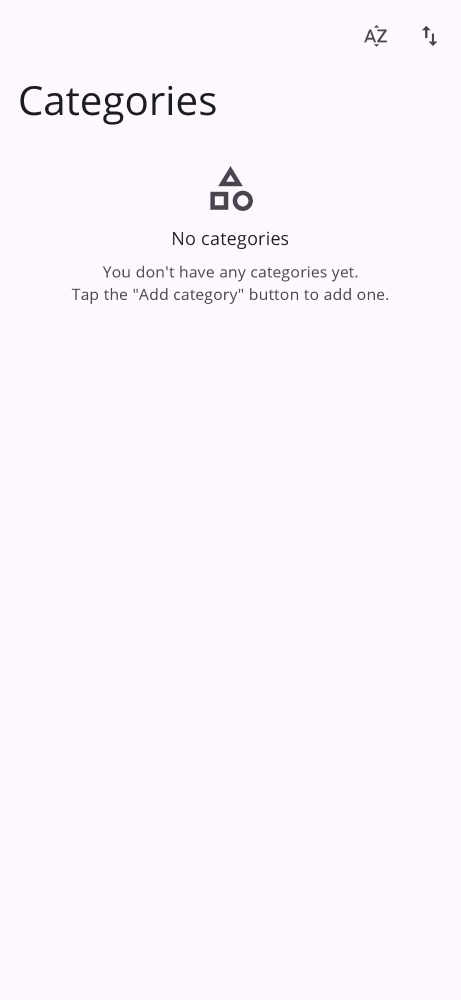 AZ
Categories
No categories
You don't have any categories yet.
Tap the "Add category" button to add one.